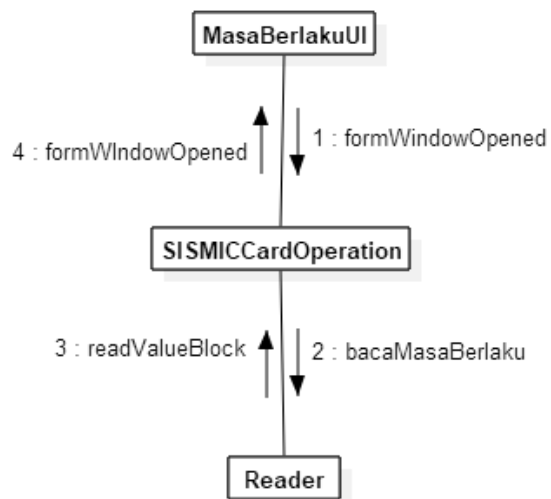 MasaBerlakuUI
4 : formWIndowOpened
1 : formWindowOpened
SISMICCardOperation
3 : readValueBlock
2 : bacaMasaBerlaku
Reader